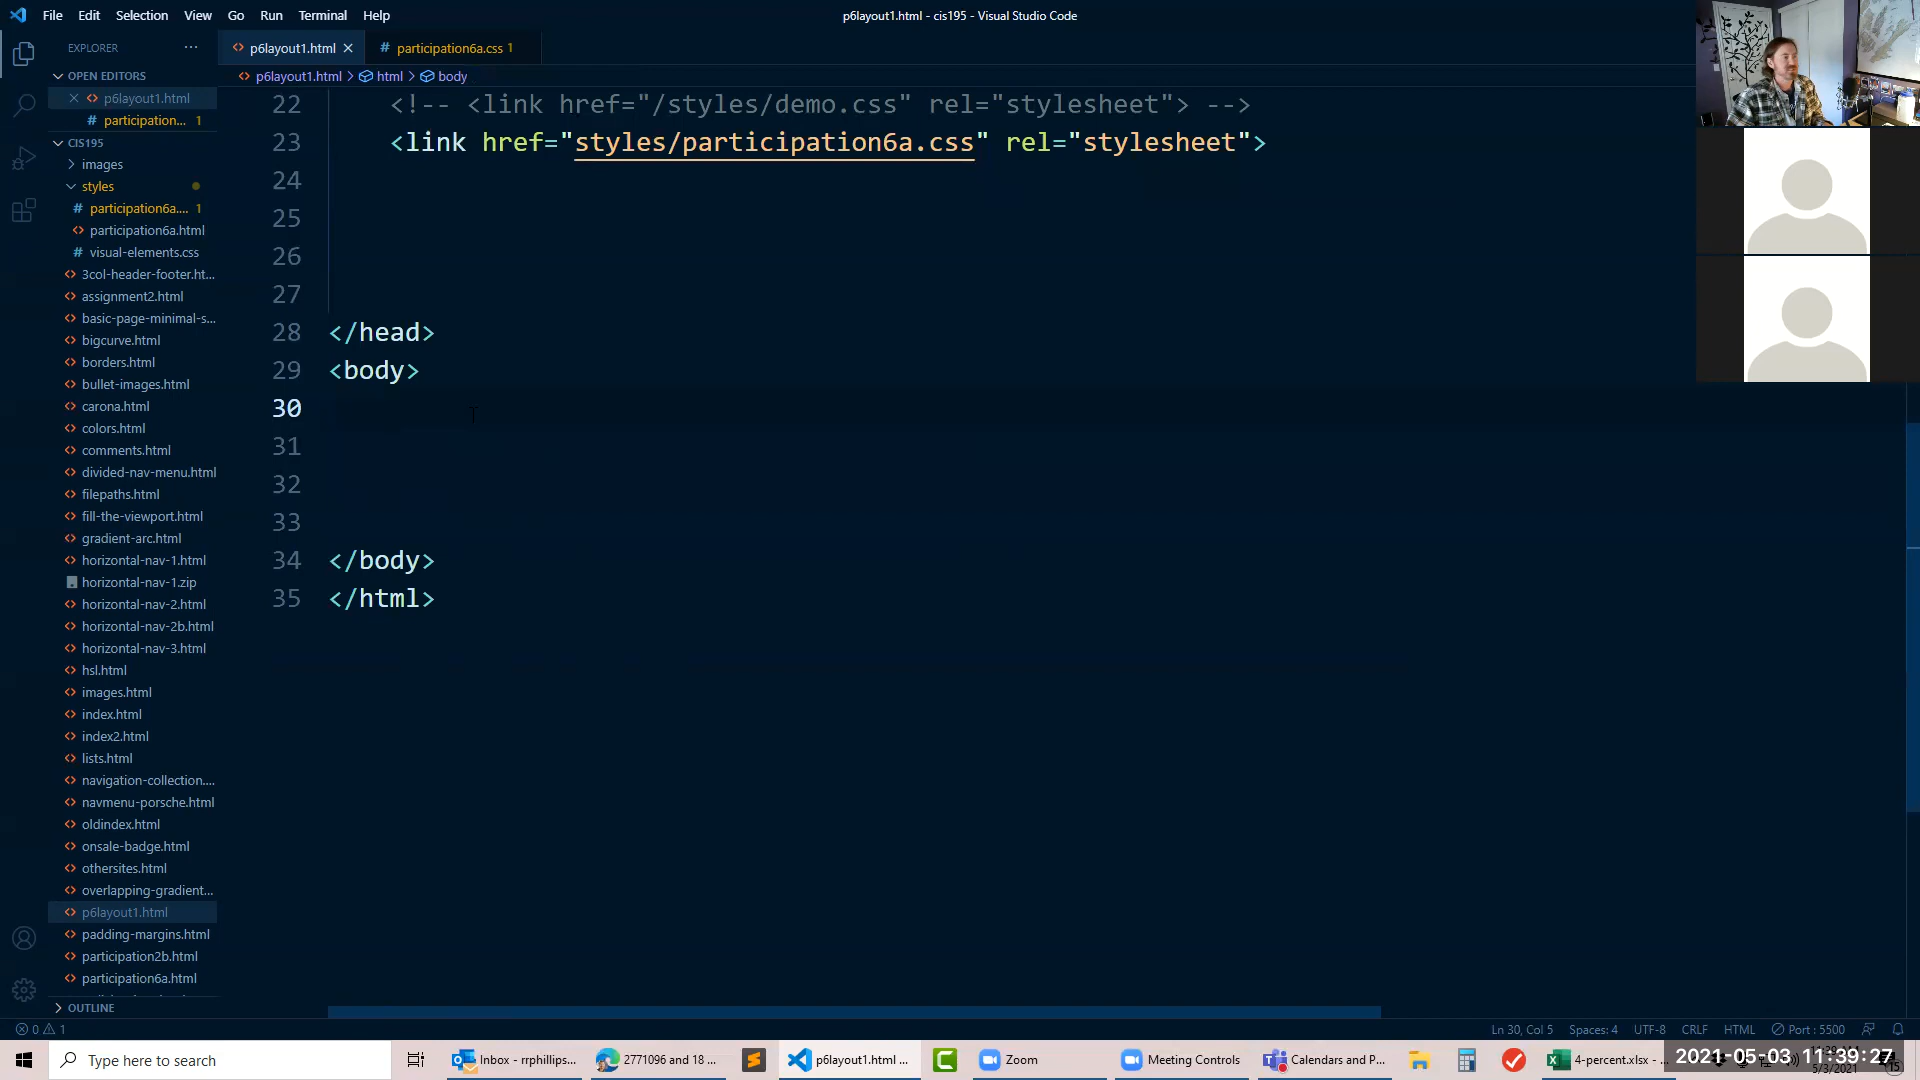 File Edit Selection View Go Run Terminal Help
p6layout1.html - cis195 - Visual Studio Code
EXPLORER ···
OPEN EDITORS
p6layout1.html
participation... 1
CIS195
images
styles
participation6a.... 1
participation6a.html
visual-elements.css
3col-header-footer.ht...
assignment2.html
basic-page-minimal-s...
bigcurve.html
borders.html
bullet-images.html
carona.html
colors.html
comments.html
divided-nav-menu.html
filepaths.html
fill-the-viewport.html
gradient-arc.html
horizontal-nav-1.html
horizontal-nav-1.zip
horizontal-nav-2.html
horizontal-nav-2b.html
horizontal-nav-3.html
hsl.html
images.html
index.html
index2.html
lists.html
navigation-collection....
navmenu-porsche.html
oldindex.html
onsale-badge.html
othersites.html
overlapping-gradient...
p6layout1.html
padding-margins.html
participation2b.html
participation6a.html
OUTLINE
p6layout1.html participation6a.css 1
p6layout1.html > html > body
22 <!-- <link href="/styles/demo.css" rel="stylesheet"> -->
23 <link href="styles/participation6a.css" rel="stylesheet">
24
25
26
27
28 </head>
29 <body>
30
31
32
33
34 </body>
35 </html>
0 1
Ln 30, Col 5 Spaces: 4 UTF-8 CRLF HTML Port : 5500
Type here to search
Inbox - rrphillips...
2771096 and 18 ...
p6layout1.html ...
Zoom
Meeting Controls
Calendars and P...
4-percent.xlsx - ...
2021-05-03 11:39:27
5/3/2021
15